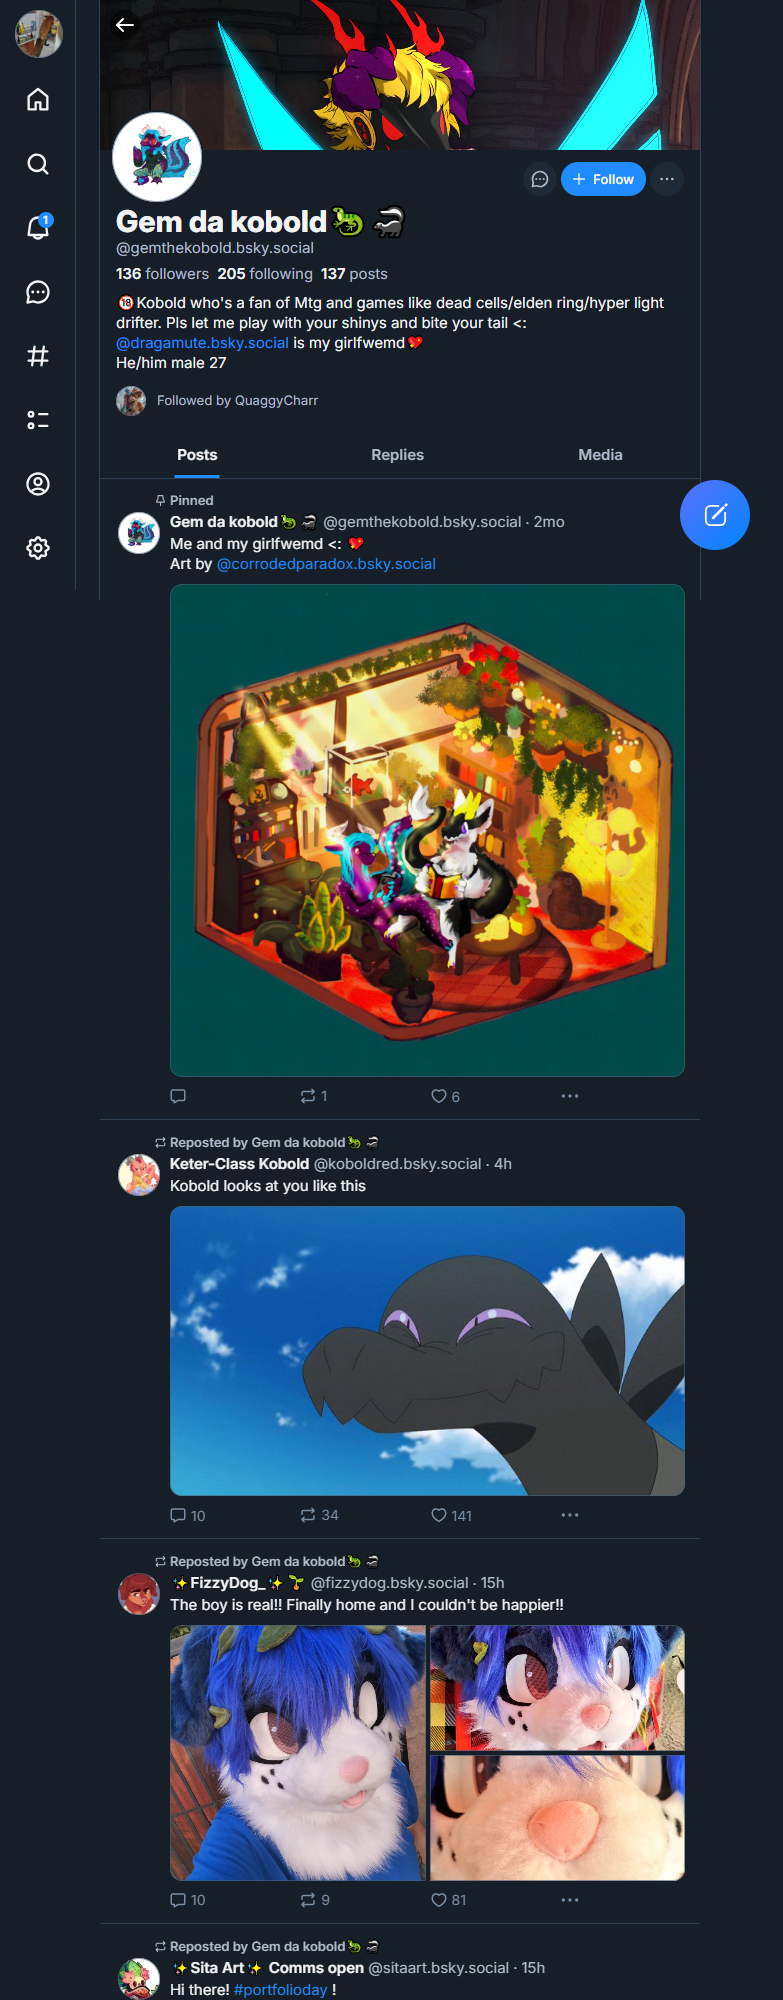 1
Follow
Gem da kobold🦎🦨
@gemthekobold.bsky.social
136 followers 205 following 137 posts
🔞Kobold who's a fan of Mtg and games like dead cells/elden ring/hyper light
drifter. Pls let me play with your shinys and bite your tail <:
@dragamute.bsky.social is my girlfwemd💖
He/him male 27
Followed by QuaggyCharr
Posts Replies Media
Pinned
Gem da kobold🦎🦨 @gemthekobold.bsky.social · 2mo
Me and my girlfwemd <: 💖
Art by @corrodedparadox.bsky.social
1 6
Reposted by Gem da kobold🦎🦨
Keter-Class Kobold @koboldred.bsky.social · 4h
Kobold looks at you like this
10 34 141
Reposted by Gem da kobold🦎🦨
✨FizzyDog_✨🌱 @fizzydog.bsky.social · 15h
The boy is real!! Finally home and I couldn't be happier!!
10 9 81
Reposted by Gem da kobold🦎🦨
✨Sita Art✨ Comms open @sitaart.bsky.social · 15h
Hi there! #portfolioday !